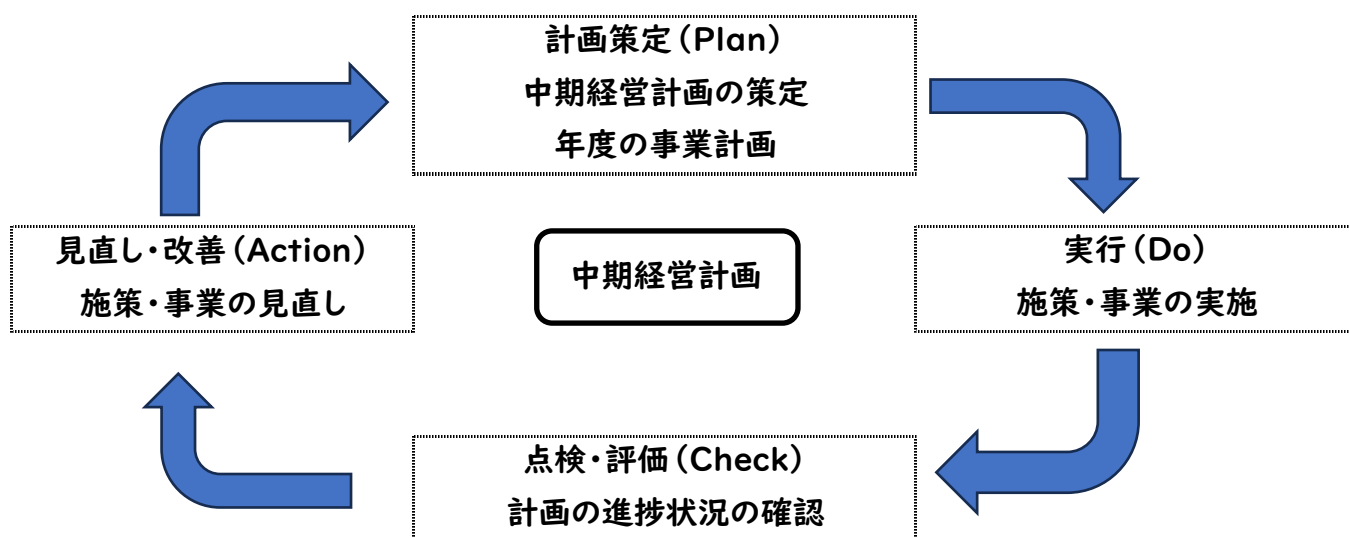 計画策定（Plan）
中期経営計画の策定
年度の事業計画
見直し・改善（Action）
施策・事業の見直し
中期経営計画
実行（Do）
施策・事業の実施
点検・評価（Check）
計画の進捗状況の確認